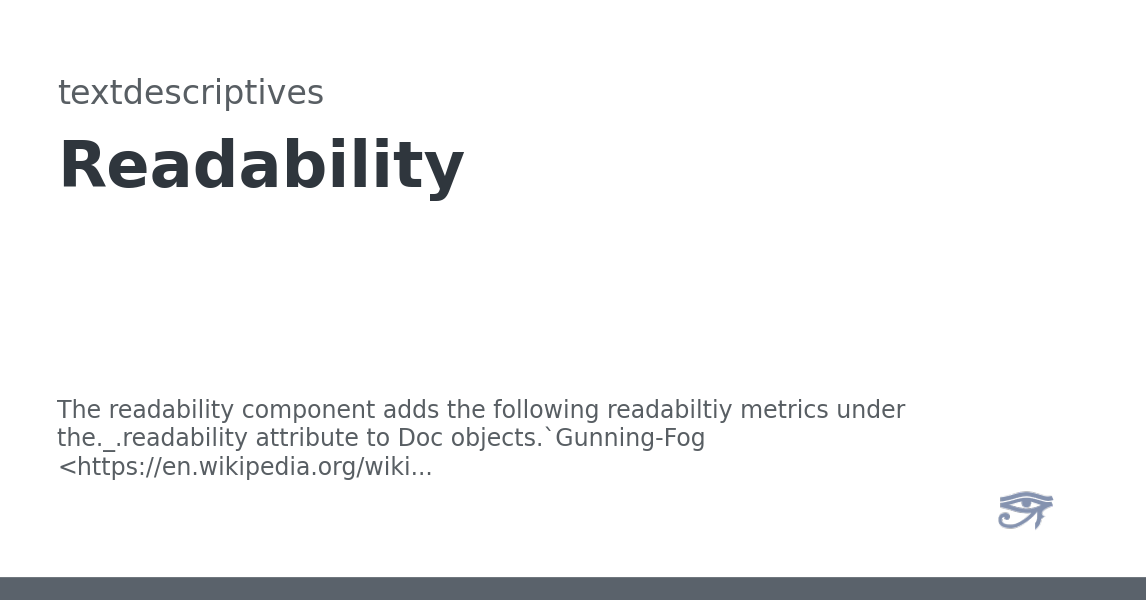 textdescriptives
Readability
The readability component adds the following readabiltiy metrics under
the._.readability attribute to Doc objects.`Gunning-Fog
<https://en.wikipedia.org/wiki...